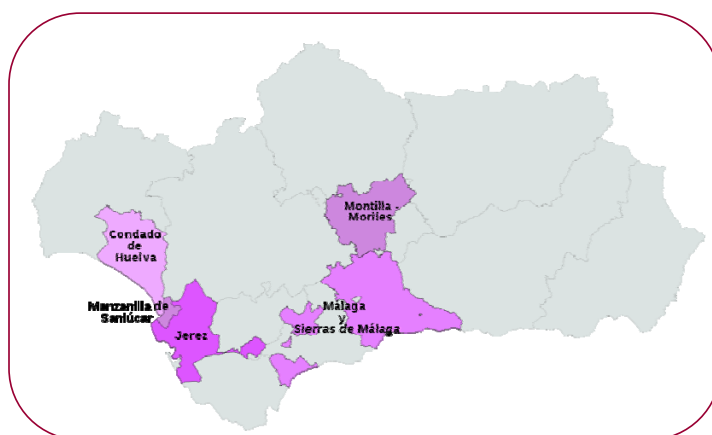 Montilla -
Moriles
Condado
de
Huelva
Manzanilla de
Sanlúcar
Málaga
y
Sierras de Málaga
Jerez